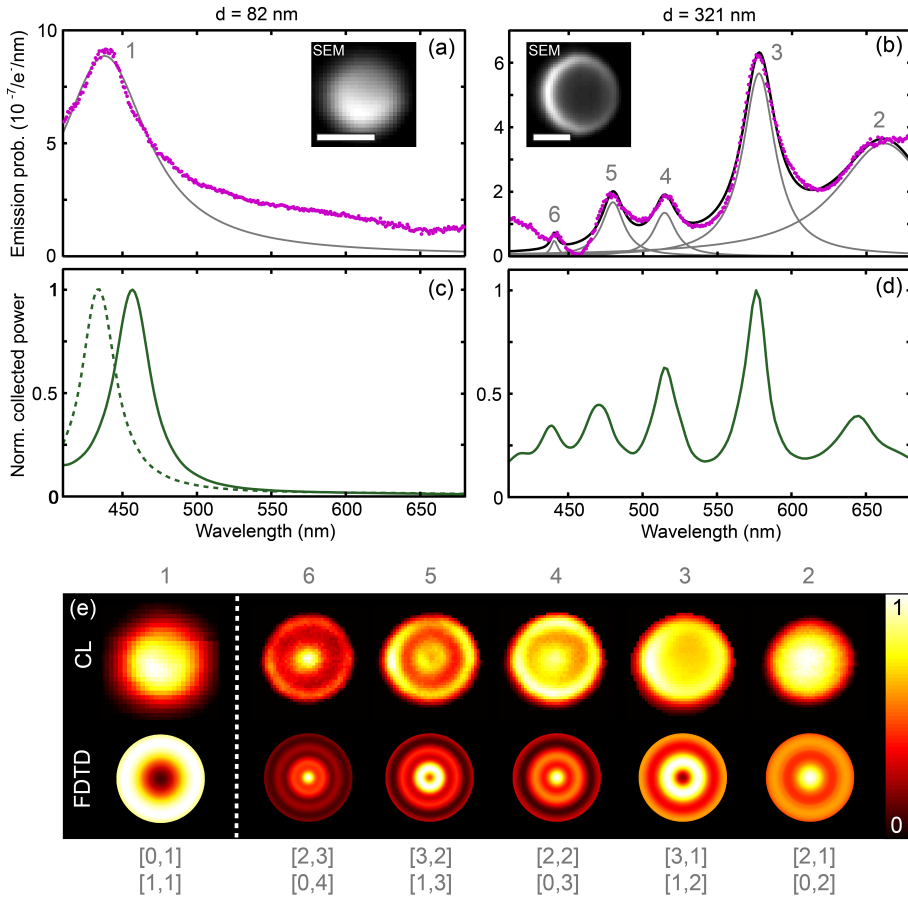 d = 82 nm
d = 321 nm
Emission prob. (10⁻⁷/e⁻/nm)
10
5
0
1
SEM
(a)
6
4
2
0
SEM
(b)
6
5
4
3
2
Norm. collected power
1
0.5
0
(c)
450 500 550 600 650
Wavelength (nm)
1
0.5
0
(d)
450 500 550 600 650
Wavelength (nm)
1 6 5 4 3 2
(e)
CL
FDTD
1
0
[0,1] [2,3] [3,2] [2,2] [3,1] [2,1]
[1,1] [0,4] [1,3] [0,3] [1,2] [0,2]